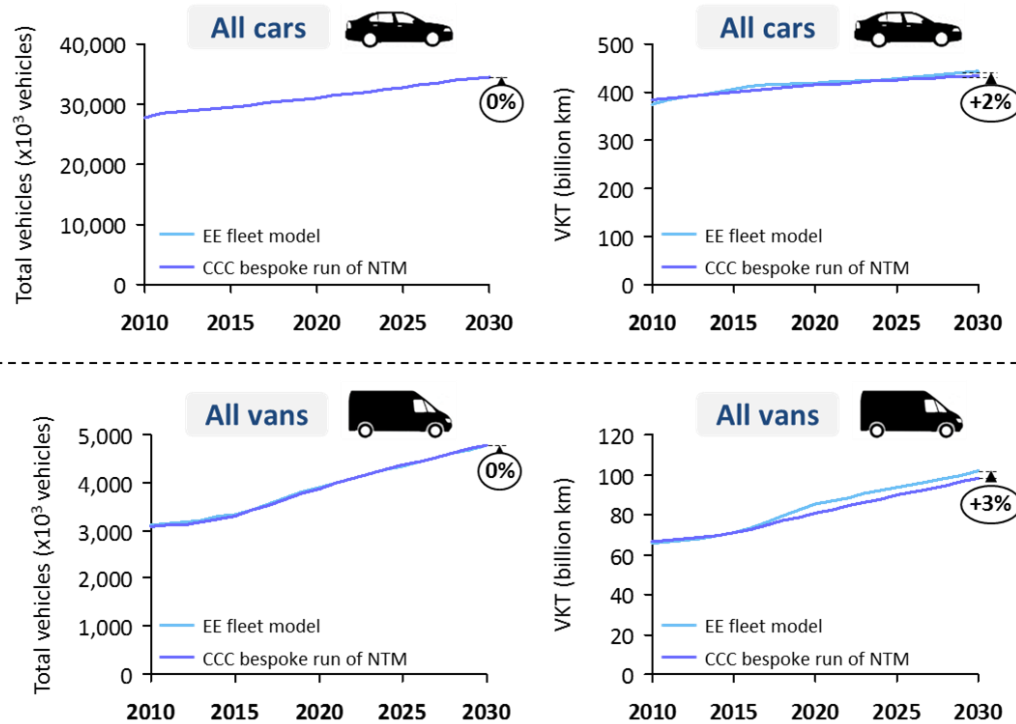 All cars
Total vehicles (x10³ vehicles)
40,000
30,000
20,000
10,000
0
0%
EE fleet model
CCC bespoke run of NTM
2010 2015 2020 2025 2030
All cars
VKT (billion km)
500
400
300
200
100
0
+2%
EE fleet model
CCC bespoke run of NTM
2010 2015 2020 2025 2030
All vans
Total vehicles (x10³ vehicles)
5,000
4,000
3,000
2,000
1,000
0
0%
EE fleet model
CCC bespoke run of NTM
2010 2015 2020 2025 2030
All vans
VKT (billion km)
120
100
80
60
40
20
0
+3%
EE fleet model
CCC bespoke run of NTM
2010 2015 2020 2025 2030